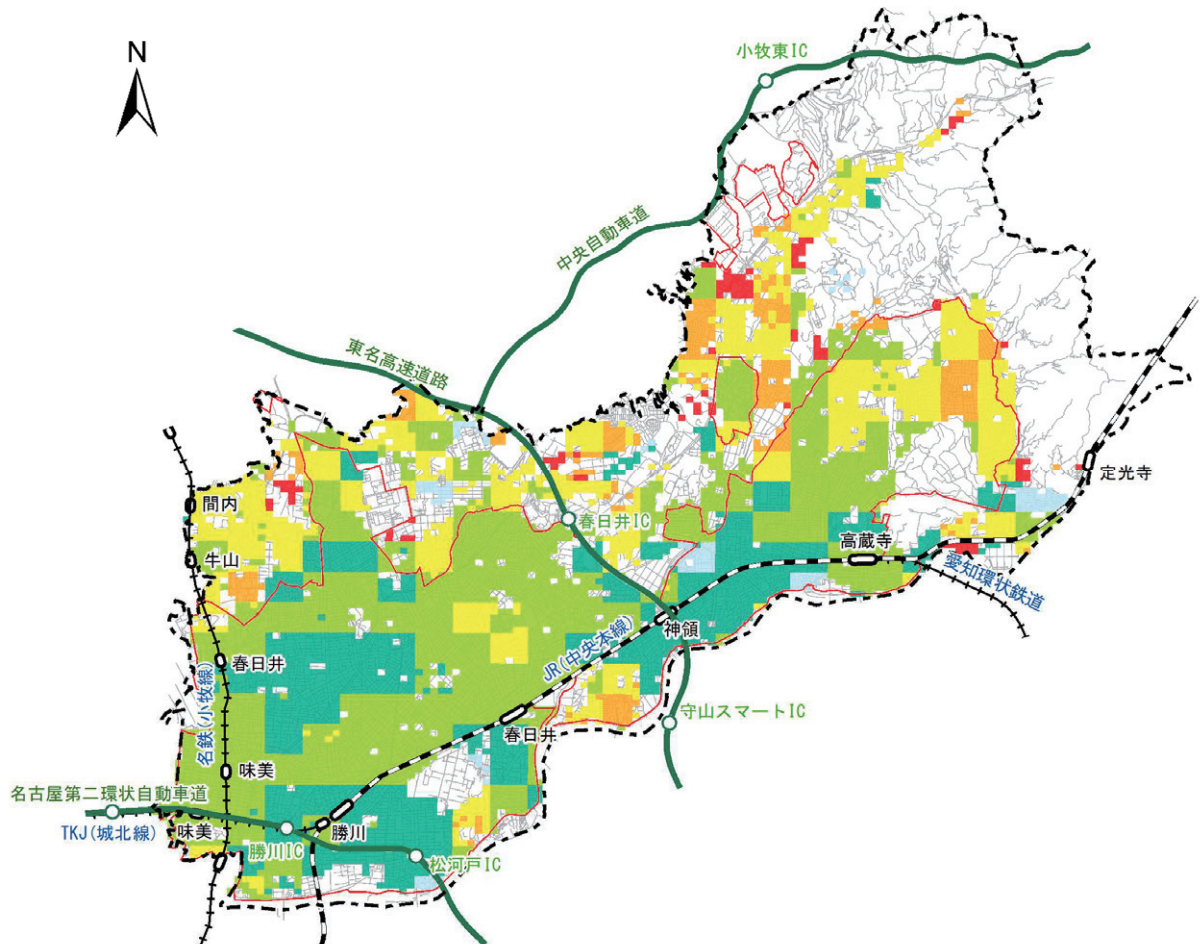 N
小牧東IC
中央自動車道
東名高速道路
間内
牛山
春日井IC
高蔵寺
定光寺
愛知環状鉄道
神領
JR(中央本線)
春日井
名鉄(小牧線)
守山スマートIC
春日井
味美
名古屋第二環状自動車道
TKJ(城北線)
味美
勝川
勝川IC
松河戸IC